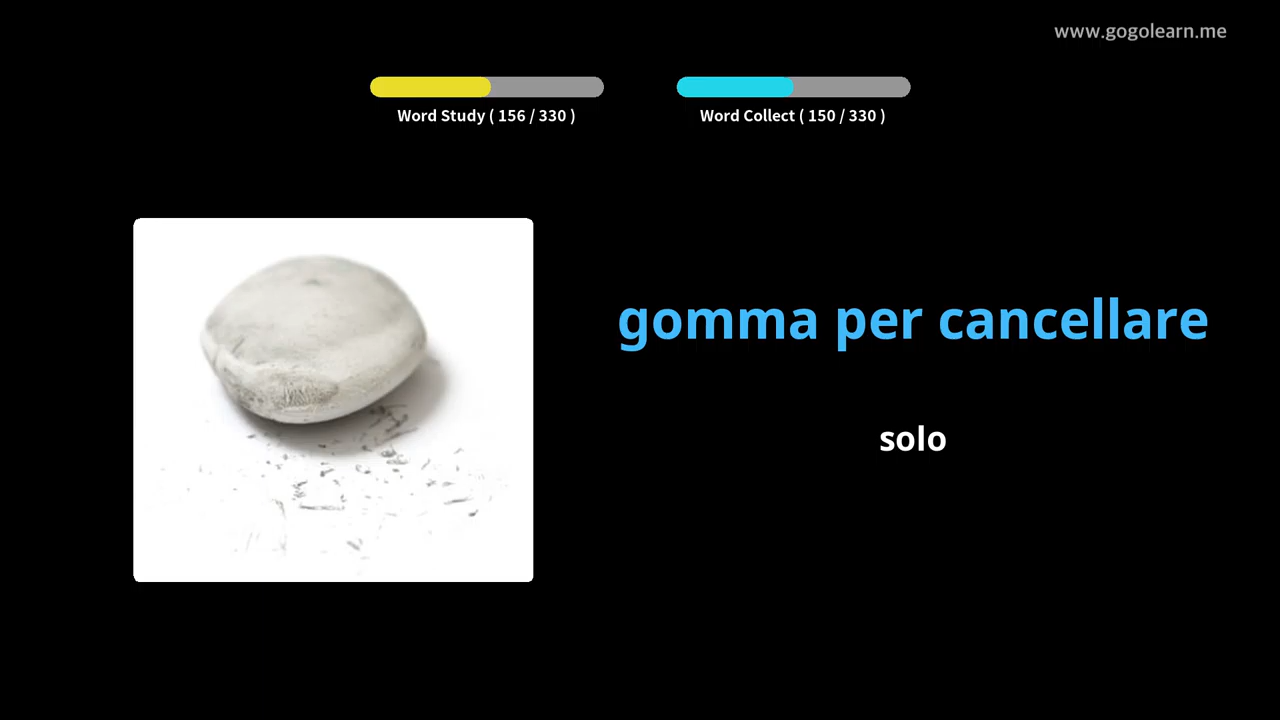 www.gogolearn.me
Word Study ( 156 / 330 )
Word Collect ( 150 / 330 )
gomma per cancellare
solo